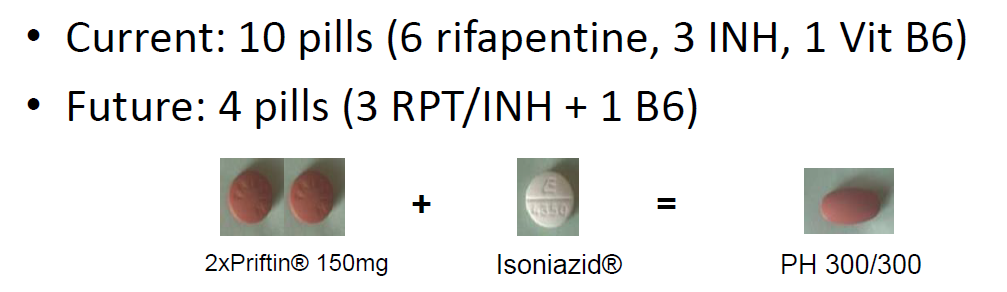 • Current: 10 pills (6 rifapentine, 3 INH, 1 Vit B6)
• Future: 4 pills (3 RPT/INH + 1 B6)
+ =
2xPriftin® 150mg Isoniazid® PH 300/300